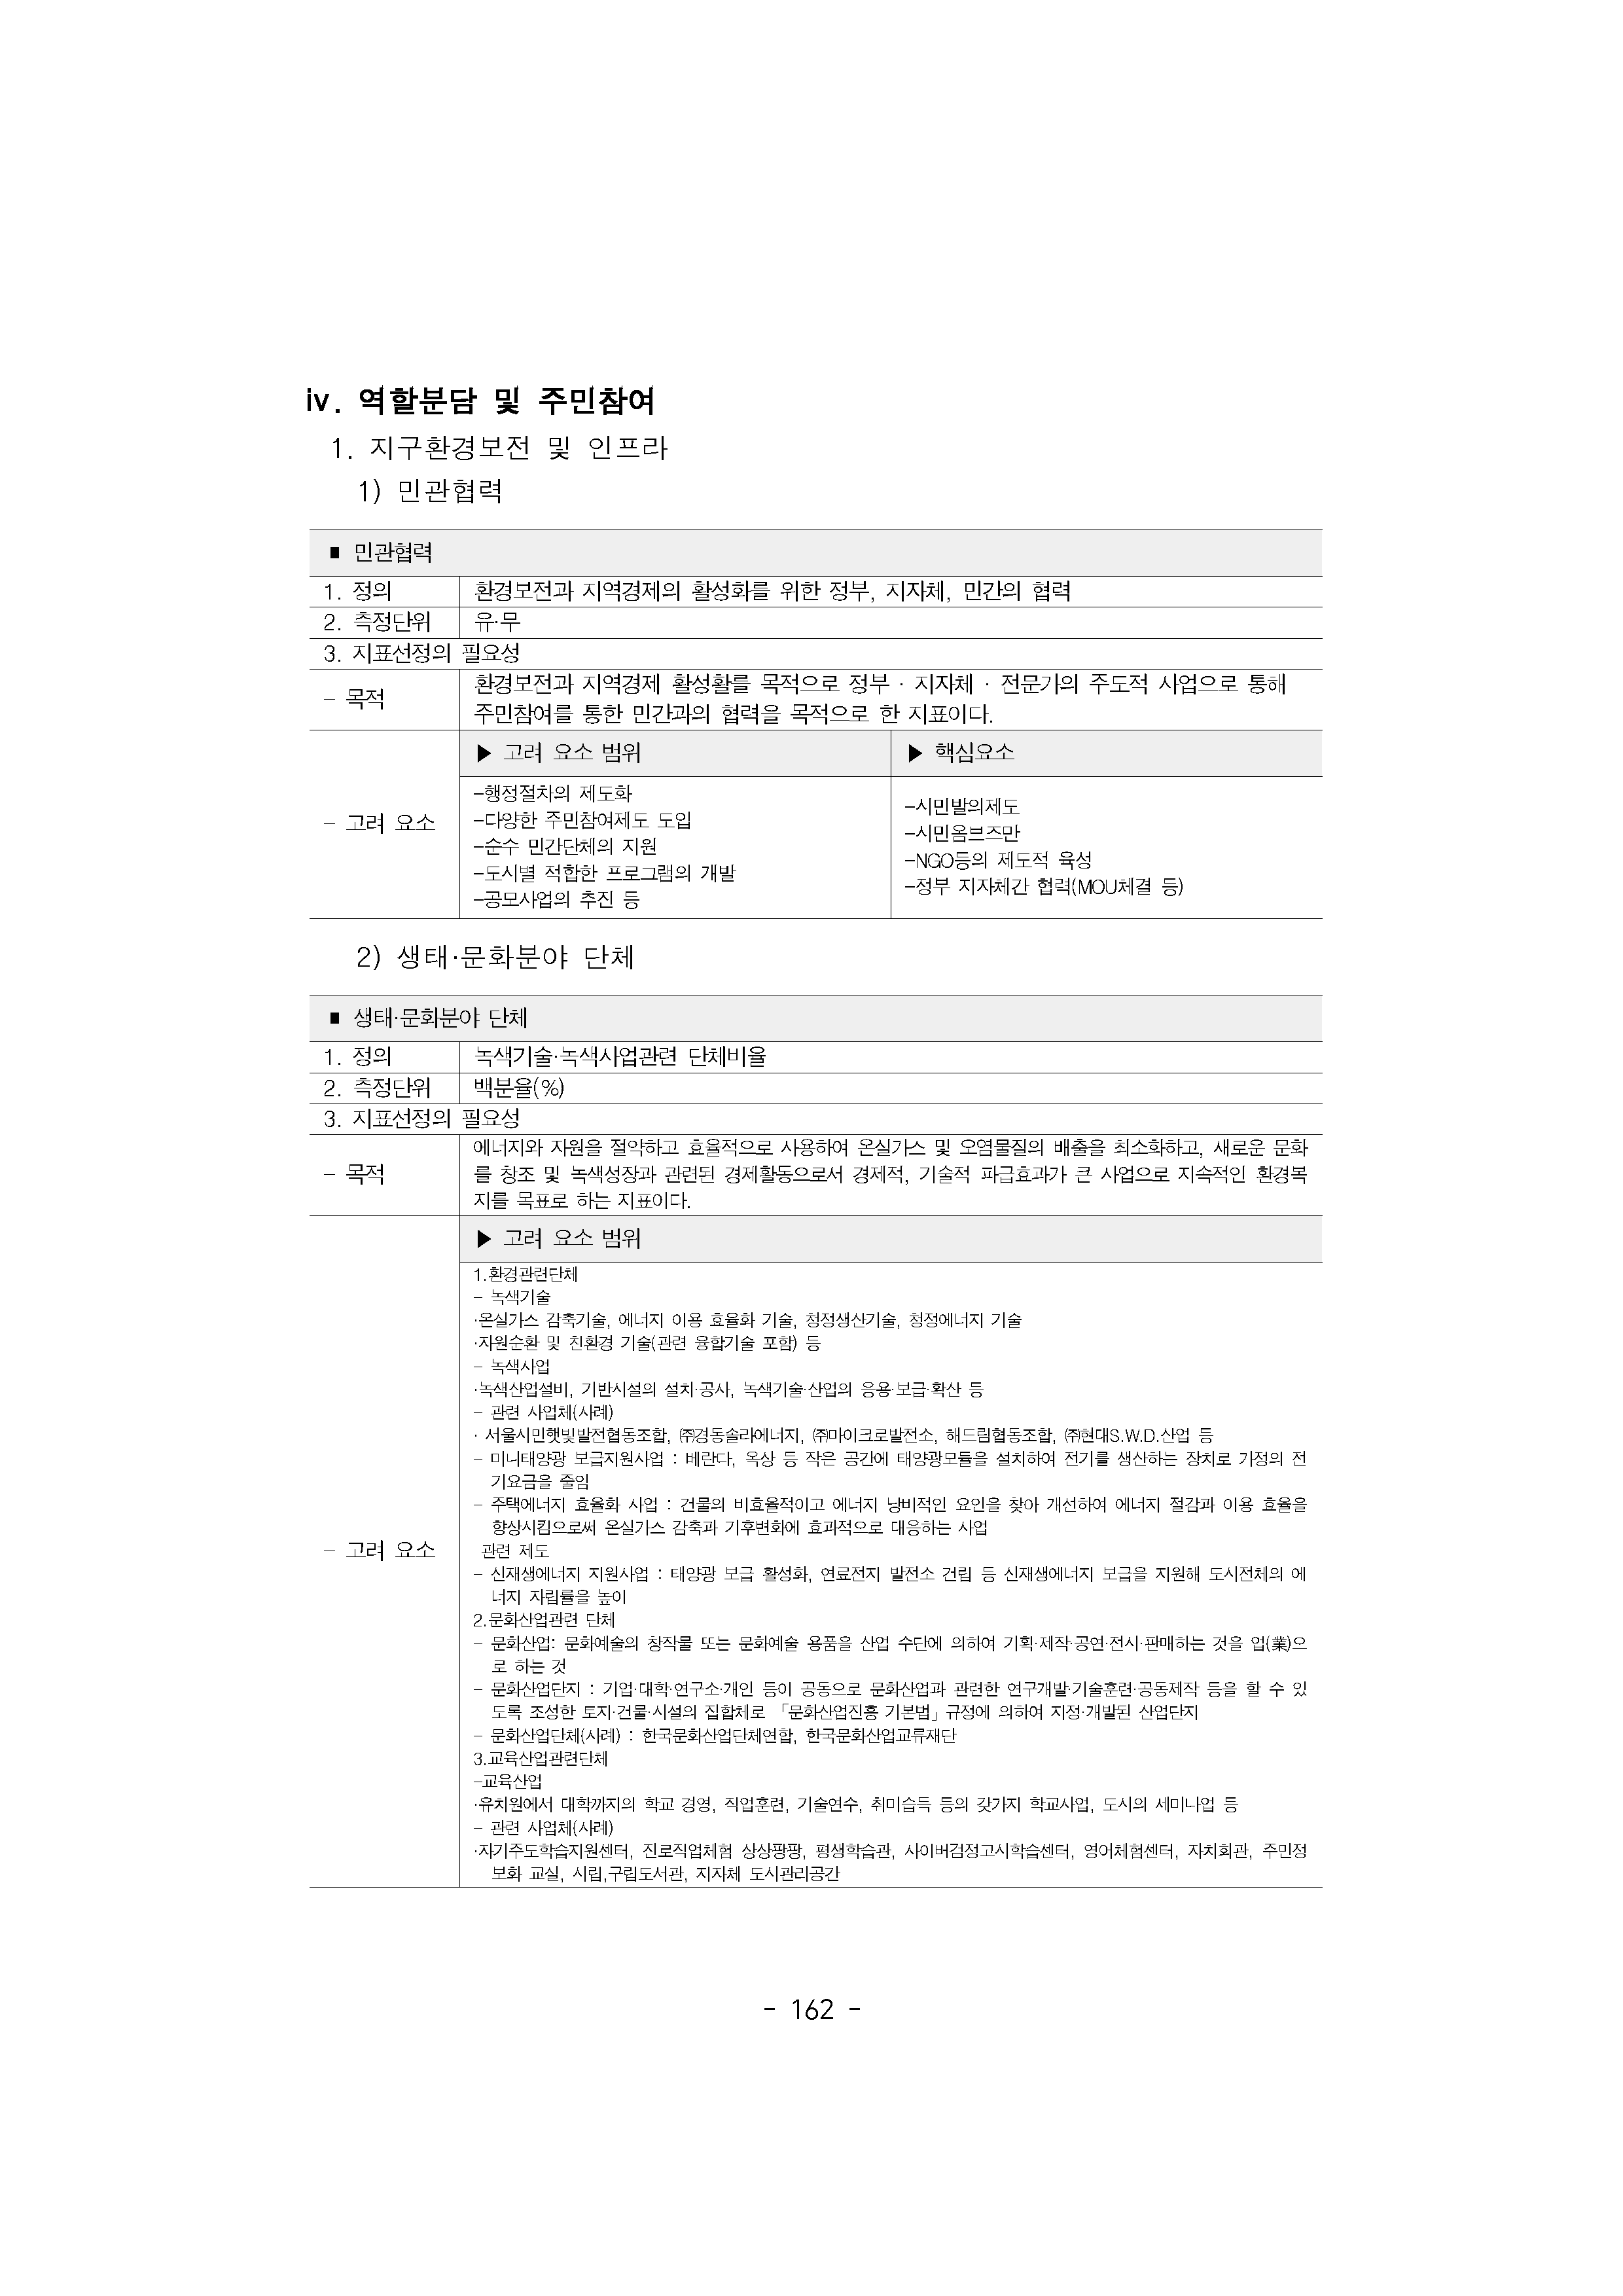 iv. 역할분담 및 주민참여
1. 지구환경보전 및 인프라
1) 민관협력
■ 민관협력
1. 정의 환경보전과 지역경제의 활성화를 위한 정부, 지자체, 민간의 협력
2. 측정단위 유·무
3. 지표선정의 필요성
- 목적
환경보전과 지역경제 활성활를 목적으로 정부 · 지자체 · 전문가의 주도적 사업으로 통해
주민참여를 통한 민간과의 협력을 목적으로 한 지표이다.
- 고려 요소
▶ 고려 요소 범위
-행정절차의 제도화
-다양한 주민참여제도 도입
-순수 민간단체의 지원
-도시별 적합한 프로그램의 개발
-공모사업의 추진 등
▶ 핵심요소
-시민발의제도
-시민옴브즈만
-NGO등의 제도적 육성
-정부 지자체간 협력(MOU체결 등)
2) 생태·문화분야 단체
■ 생태·문화분야 단체
1. 정의 녹색기술·녹색사업관련 단체비율
2. 측정단위 백분율(%)
3. 지표선정의 필요성
- 목적
에너지와 자원을 절약하고 효율적으로 사용하여 온실가스 및 오염물질의 배출을 최소화하고, 새로운 문화
를 창조 및 녹색성장과 관련된 경제활동으로서 경제적, 기술적 파급효과가 큰 사업으로 지속적인 환경복
지를 목표로 하는 지표이다.
- 고려 요소
▶ 고려 요소 범위
1.환경관련단체
- 녹색기술
·온실가스 감축기술, 에너지 이용 효율화 기술, 청정생산기술, 청정에너지 기술
·자원순환 및 친환경 기술(관련 융합기술 포함) 등
- 녹색사업
·녹색산업설비, 기반시설의 설치·공사, 녹색기술·산업의 응용·보급·확산 등
- 관련 사업체(사례)
· 서울시민햇빛발전협동조합, ㈜경동솔라에너지, ㈜마이크로발전소, 해드림협동조합, ㈜현대S.W.D.산업 등
- 미니태양광 보급지원사업 : 베란다, 옥상 등 작은 공간에 태양광모듈을 설치하여 전기를 생산하는 장치로 가정의 전
기요금을 줄임
- 주택에너지 효율화 사업 : 건물의 비효율적이고 에너지 낭비적인 요인을 찾아 개선하여 에너지 절감과 이용 효율을
향상시킴으로써 온실가스 감축과 기후변화에 효과적으로 대응하는 사업
관련 제도
- 신재생에너지 지원사업 : 태양광 보급 활성화, 연료전지 발전소 건립 등 신재생에너지 보급을 지원해 도시전체의 에
너지 자립률을 높이
2.문화산업관련 단체
- 문화산업: 문화예술의 창작물 또는 문화예술 용품을 산업 수단에 의하여 기획·제작·공연·전시·판매하는 것을 업(業)으
로 하는 것
- 문화산업단지 : 기업·대학·연구소·개인 등이 공동으로 문화산업과 관련한 연구개발·기술훈련·공동제작 등을 할 수 있
도록 조성한 토지·건물·시설의 집합체로 「문화산업진흥 기본법」규정에 의하여 지정·개발된 산업단지
- 문화산업단체(사례) : 한국문화산업단체연합, 한국문화산업교류재단
3.교육산업관련단체
-교육산업
·유치원에서 대학까지의 학교 경영, 직업훈련, 기술연수, 취미습득 등의 갖가지 학교사업, 도시의 세미나업 등
- 관련 사업체(사례)
·자기주도학습지원센터, 진로직업체험 상상팡팡, 평생학습관, 사이버검정고시학습센터, 영어체험센터, 자치회관, 주민정
보화 교실, 시립,구립도서관, 지자체 도시관리공간
- 162 -